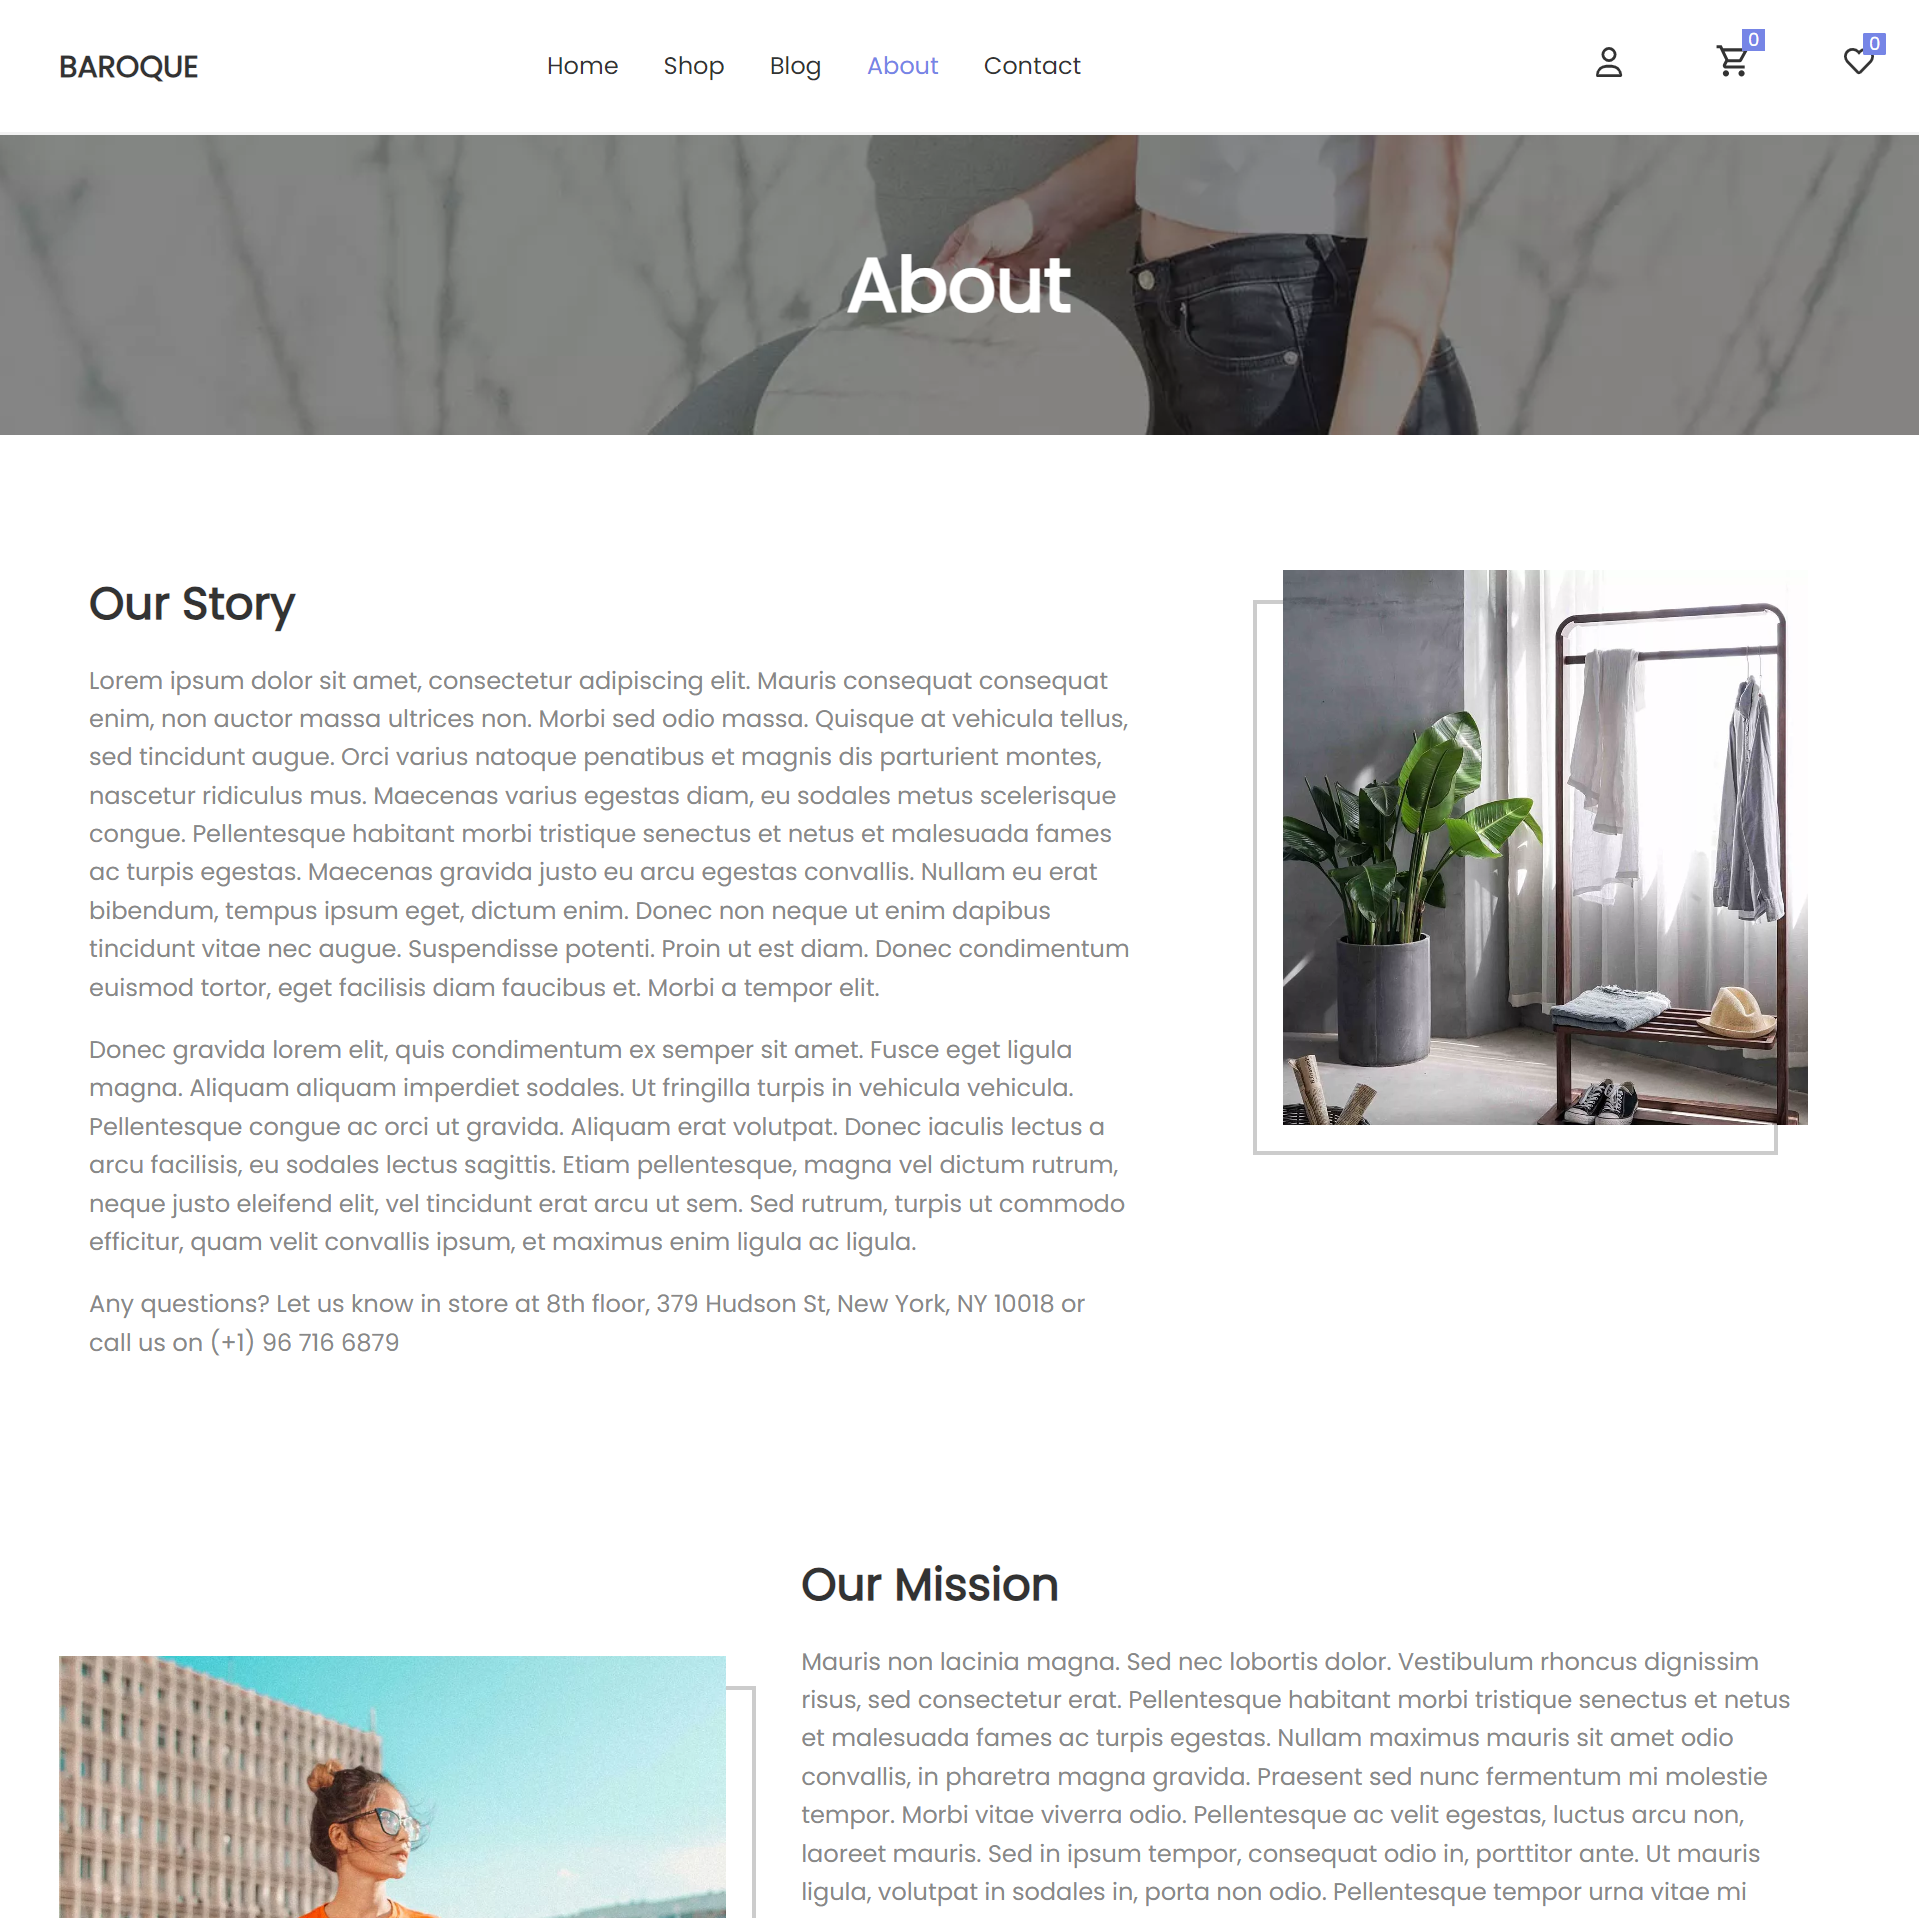 BAROQUE
Home Shop Blog About Contact
0
0
About
Our Story
Lorem ipsum dolor sit amet, consectetur adipiscing elit. Mauris consequat consequat
enim, non auctor massa ultrices non. Morbi sed odio massa. Quisque at vehicula tellus,
sed tincidunt augue. Orci varius natoque penatibus et magnis dis parturient montes,
nascetur ridiculus mus. Maecenas varius egestas diam, eu sodales metus scelerisque
congue. Pellentesque habitant morbi tristique senectus et netus et malesuada fames
ac turpis egestas. Maecenas gravida justo eu arcu egestas convallis. Nullam eu erat
bibendum, tempus ipsum eget, dictum enim. Donec non neque ut enim dapibus
tincidunt vitae nec augue. Suspendisse potenti. Proin ut est diam. Donec condimentum
euismod tortor, eget facilisis diam faucibus et. Morbi a tempor elit.
Donec gravida lorem elit, quis condimentum ex semper sit amet. Fusce eget ligula
magna. Aliquam aliquam imperdiet sodales. Ut fringilla turpis in vehicula vehicula.
Pellentesque congue ac orci ut gravida. Aliquam erat volutpat. Donec iaculis lectus a
arcu facilisis, eu sodales lectus sagittis. Etiam pellentesque, magna vel dictum rutrum,
neque justo eleifend elit, vel tincidunt erat arcu ut sem. Sed rutrum, turpis ut commodo
efficitur, quam velit convallis ipsum, et maximus enim ligula ac ligula.
Any questions? Let us know in store at 8th floor, 379 Hudson St, New York, NY 10018 or
call us on (+1) 96 716 6879
Our Mission
Mauris non lacinia magna. Sed nec lobortis dolor. Vestibulum rhoncus dignissim
risus, sed consectetur erat. Pellentesque habitant morbi tristique senectus et netus
et malesuada fames ac turpis egestas. Nullam maximus mauris sit amet odio
convallis, in pharetra magna gravida. Praesent sed nunc fermentum mi molestie
tempor. Morbi vitae viverra odio. Pellentesque ac velit egestas, luctus arcu non,
laoreet mauris. Sed in ipsum tempor, consequat odio in, porttitor ante. Ut mauris
ligula, volutpat in sodales in, porta non odio. Pellentesque tempor urna vitae mi